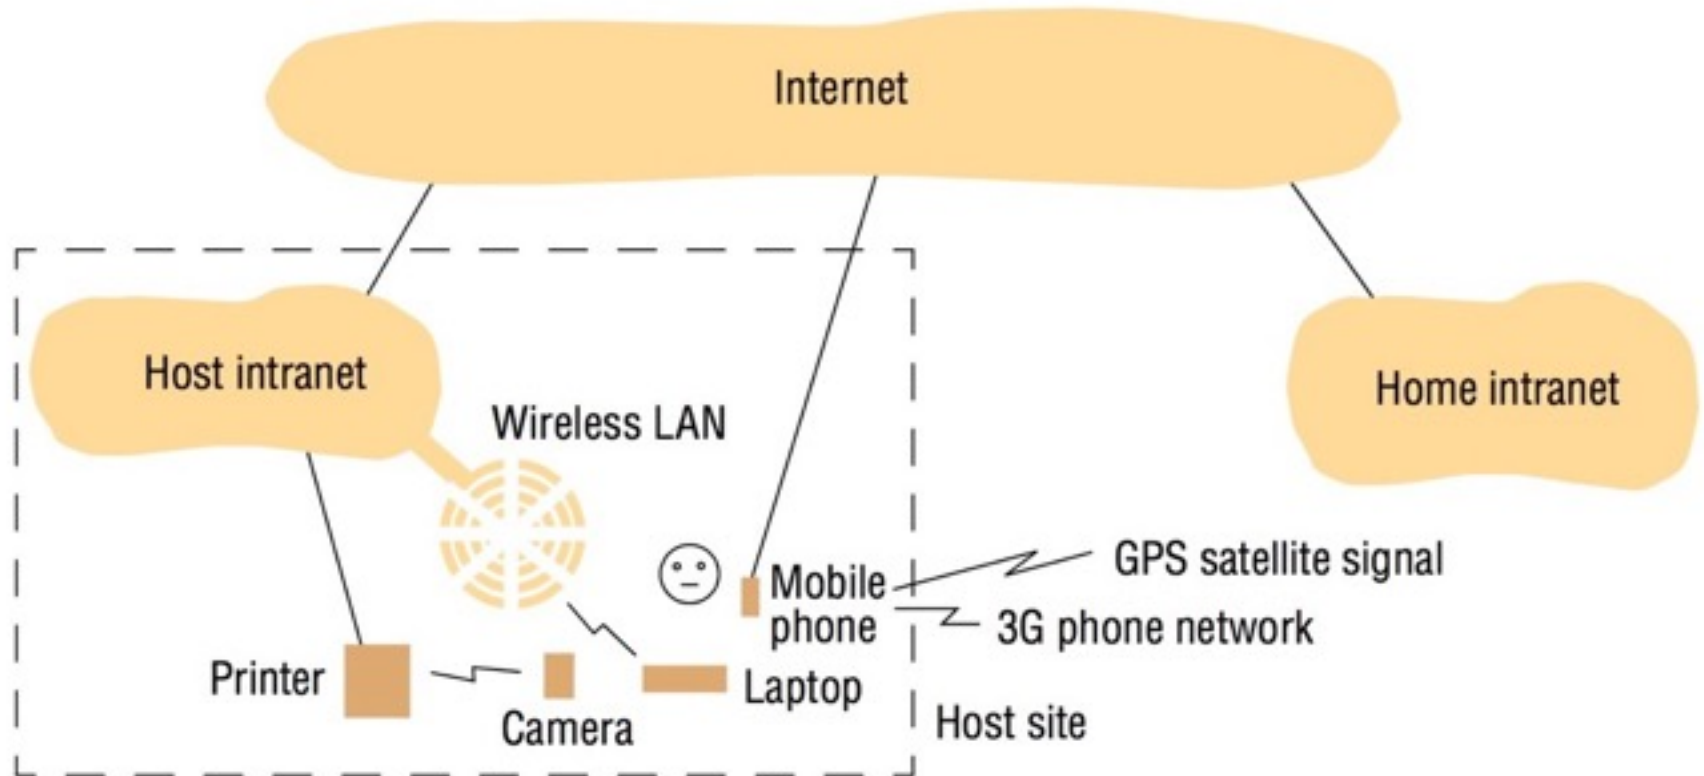 Internet
Host intranet
Wireless LAN
Home intranet
Mobile
phone
GPS satellite signal
3G phone network
Printer
Camera
Laptop
Host site